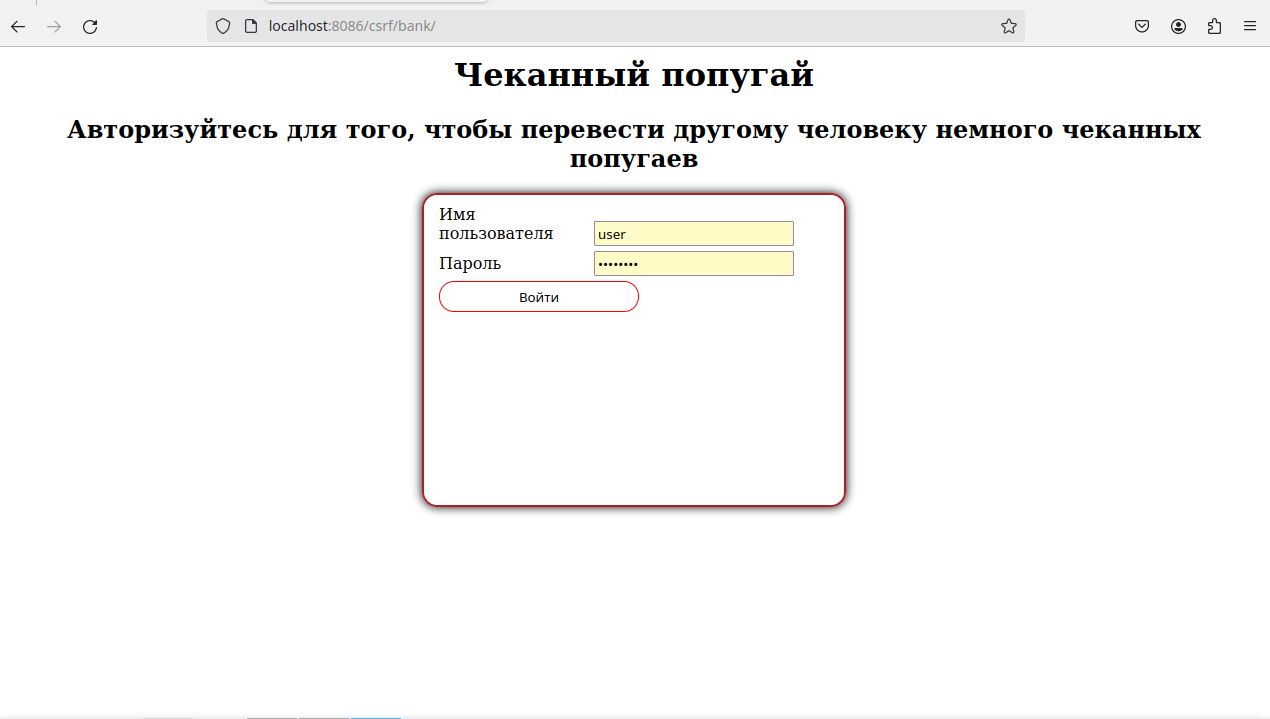 localhost:8086/csrf/bank/
Чеканный попугай
Авторизуйтесь для того, чтобы перевести другому человеку немного чеканных
попугаев
Имя
пользователя
user
Пароль
••••••••
Войти